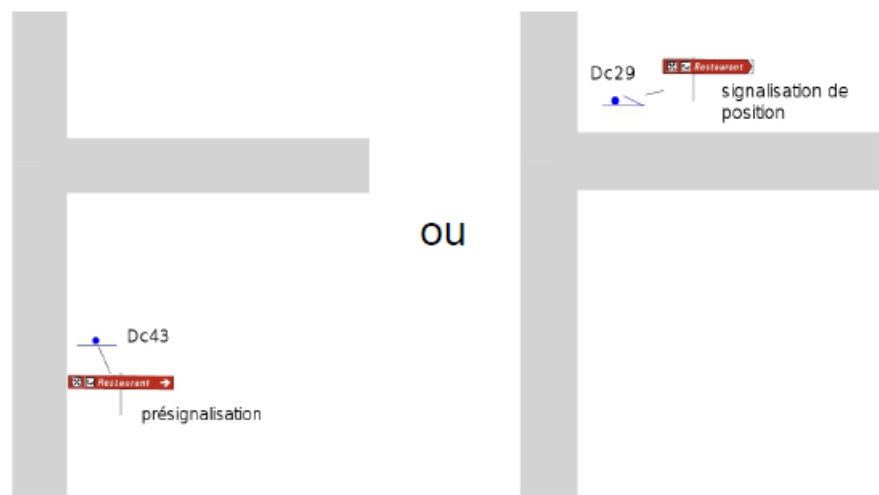 Dc29
Restaurant
signalisation de
position
ou
Dc43
Restaurant
présignalisation